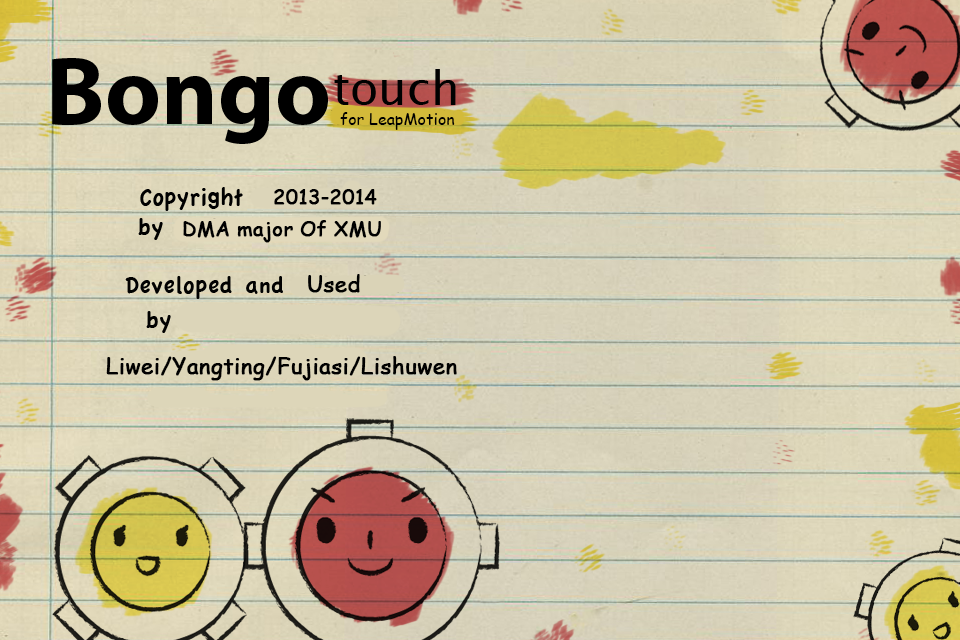 Bongo touch
for LeapMotion
Copyright 2013-2014
by DMA major Of XMU
Developed and Used
by
Liwei/Yangting/Fujiasi/Lishuwen